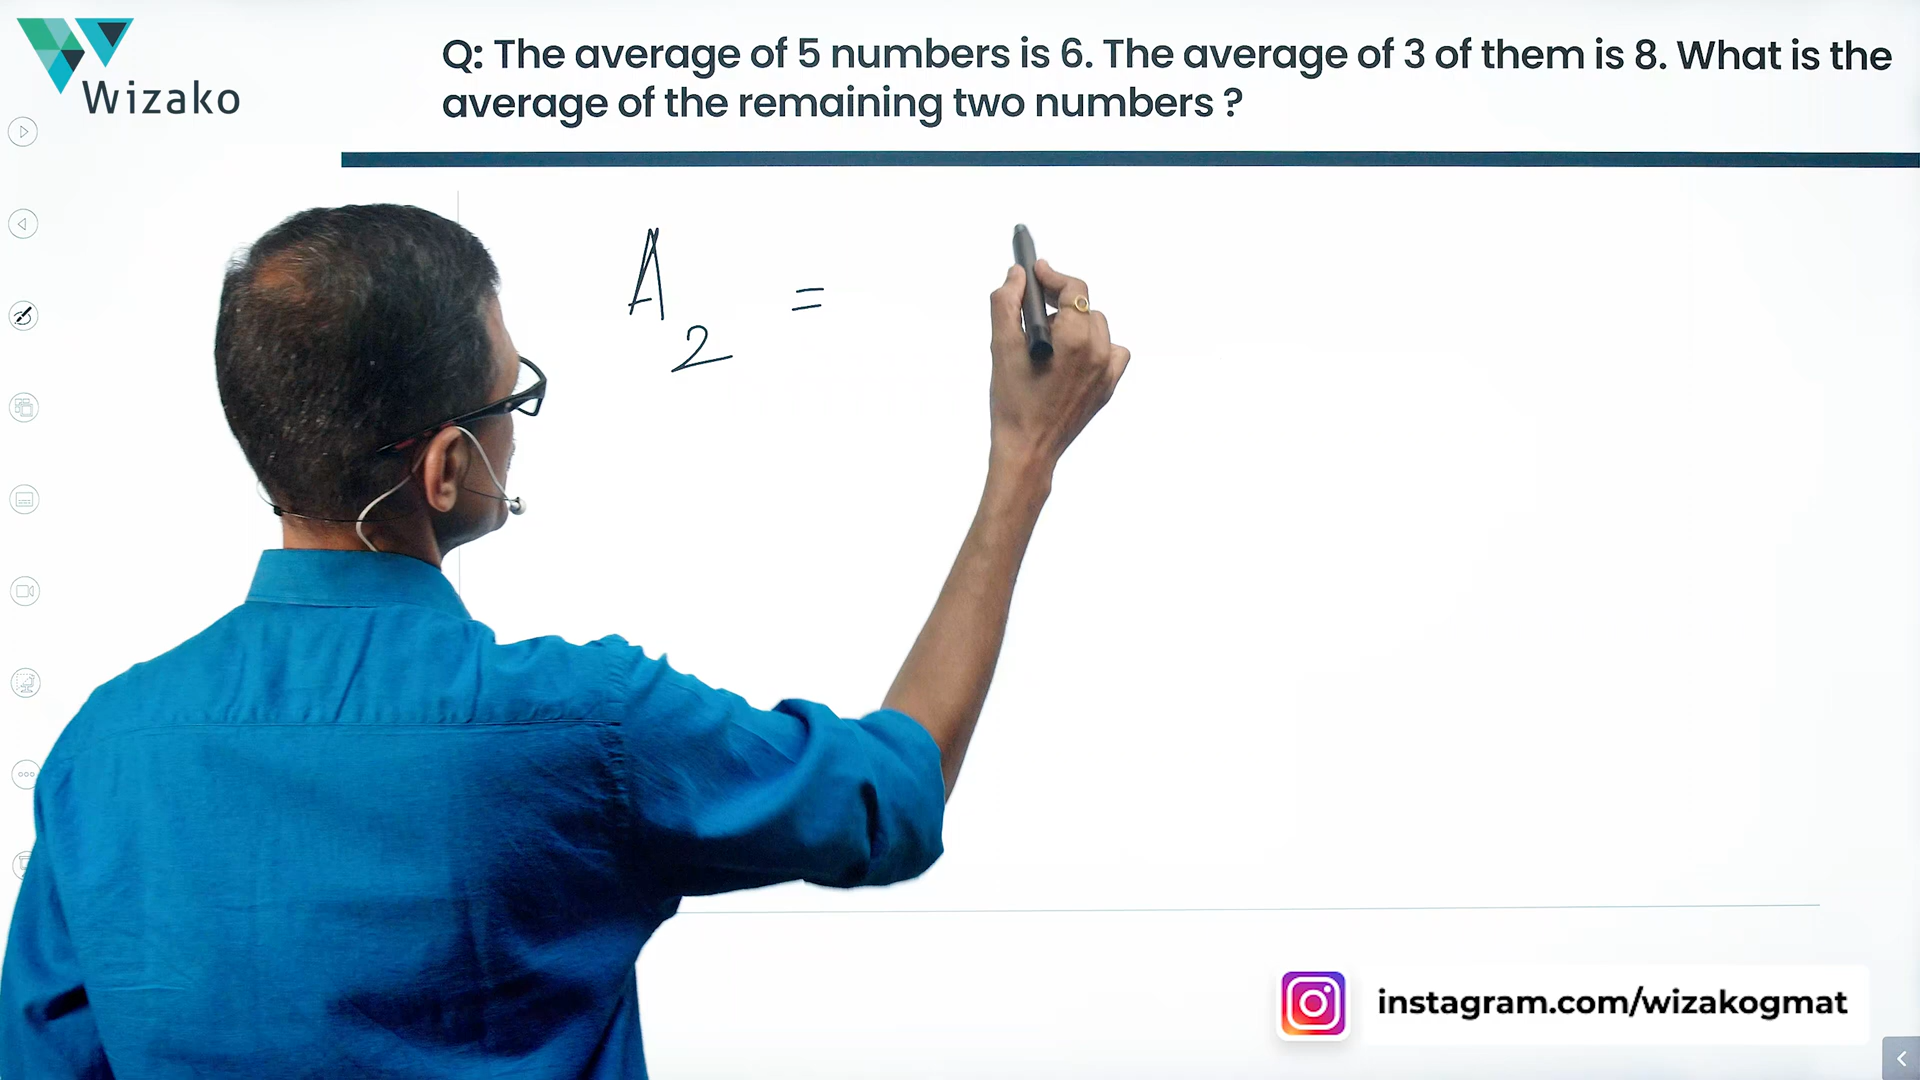 Wizako
Q: The average of 5 numbers is 6. The average of 3 of them is 8. What is the
average of the remaining two numbers ?
A2 =
instagram.com/wizakogmat